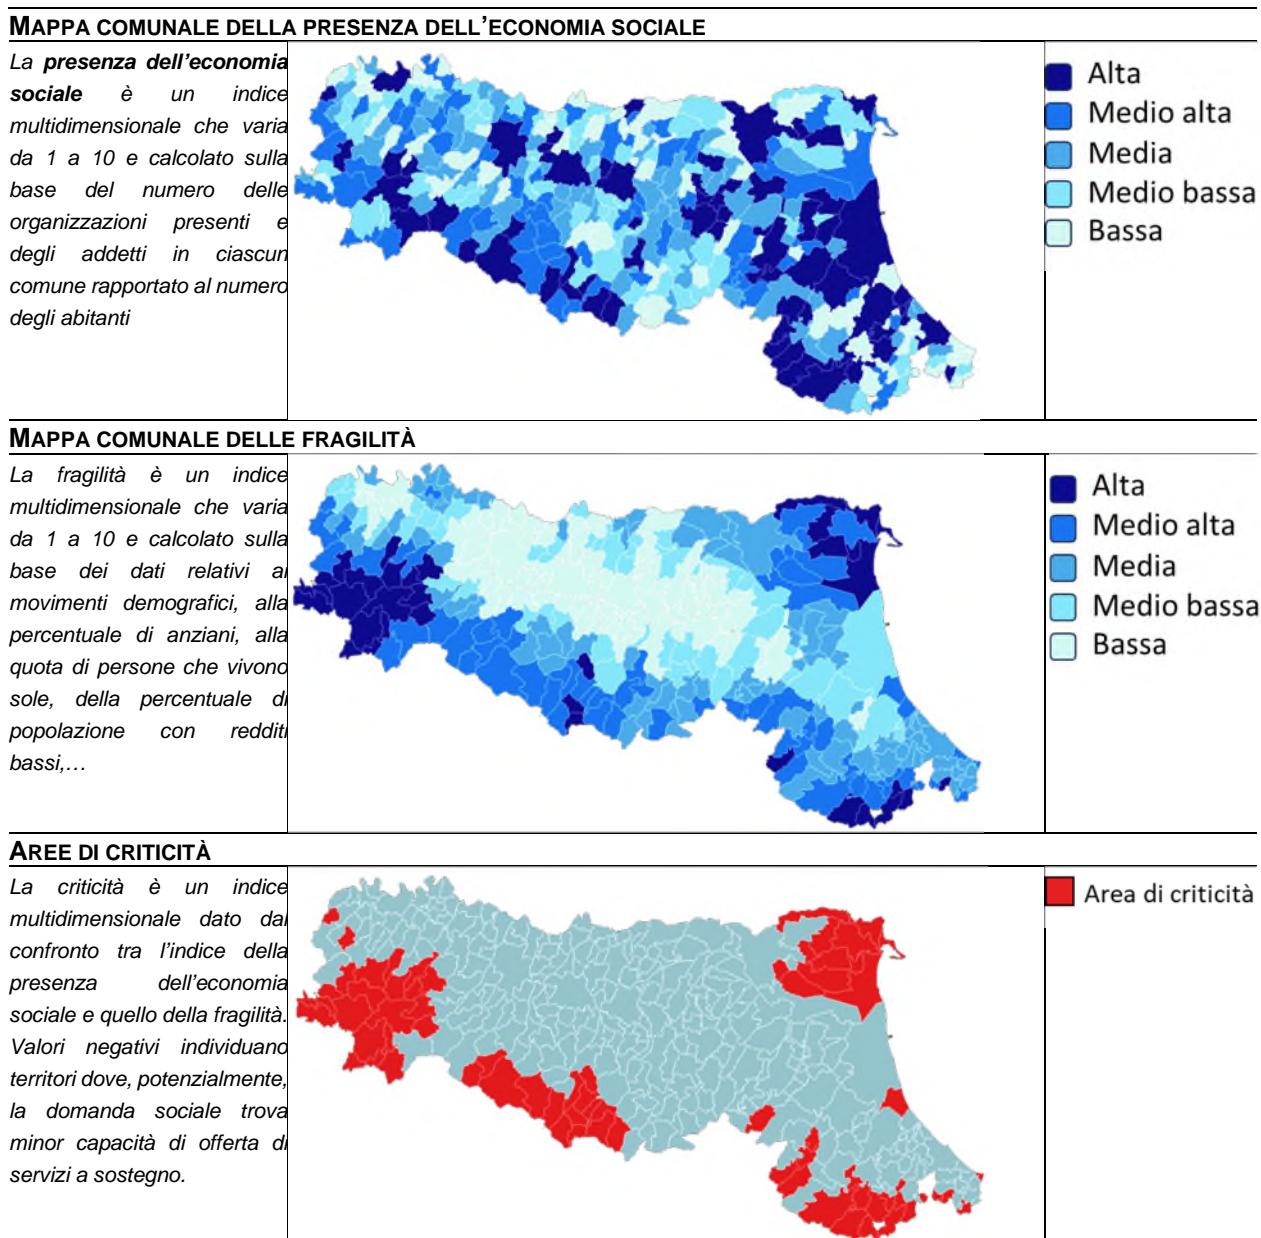 MAPPA COMUNALE DELLA PRESENZA DELL'ECONOMIA SOCIALE
La presenza dell'economia
sociale è un indice
multidimensionale che varia
da 1 a 10 e calcolato sulla
base del numero delle
organizzazioni presenti e
degli addetti in ciascun
comune rapportato al numero
degli abitanti
Alta
Medio alta
Media
Medio bassa
Bassa
MAPPA COMUNALE DELLE FRAGILITÀ
La fragilità è un indice
multidimensionale che varia
da 1 a 10 e calcolato sulla
base dei dati relativi ai
movimenti demografici, alla
percentuale di anziani, alla
quota di persone che vivono
sole, della percentuale di
popolazione con redditi
bassi,…
Alta
Medio alta
Media
Medio bassa
Bassa
AREE DI CRITICITÀ
La criticità è un indice
multidimensionale dato dal
confronto tra l'indice della
presenza dell'economia
sociale e quello della fragilità.
Valori negativi individuano
territori dove, potenzialmente,
la domanda sociale trova
minor capacità di offerta di
servizi a sostegno.
Area di criticità